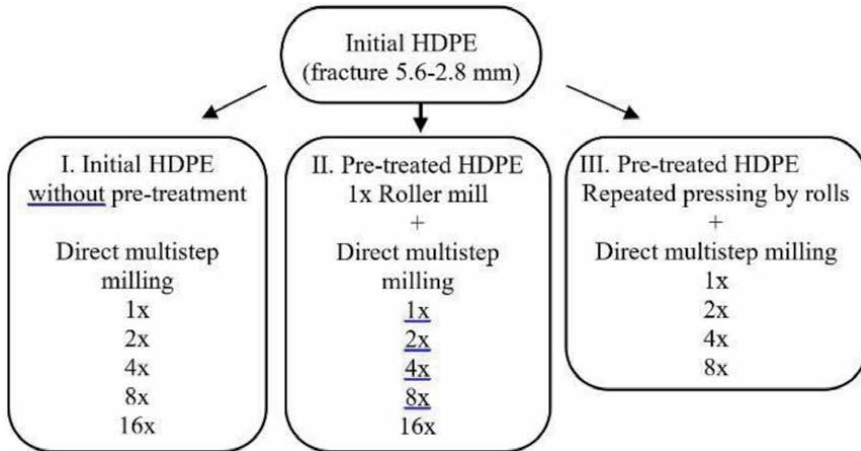 Initial HDPE
(fracture 5.6-2.8 mm)
I. Initial HDPE
without pre-treatment
Direct multistep
milling
1x
2x
4x
8x
16x
II. Pre-treated HDPE
1x Roller mill
+
Direct multistep
milling
1x
2x
4x
8x
16x
III. Pre-treated HDPE
Repeated pressing by rolls
+
Direct multistep milling
1x
2x
4x
8x